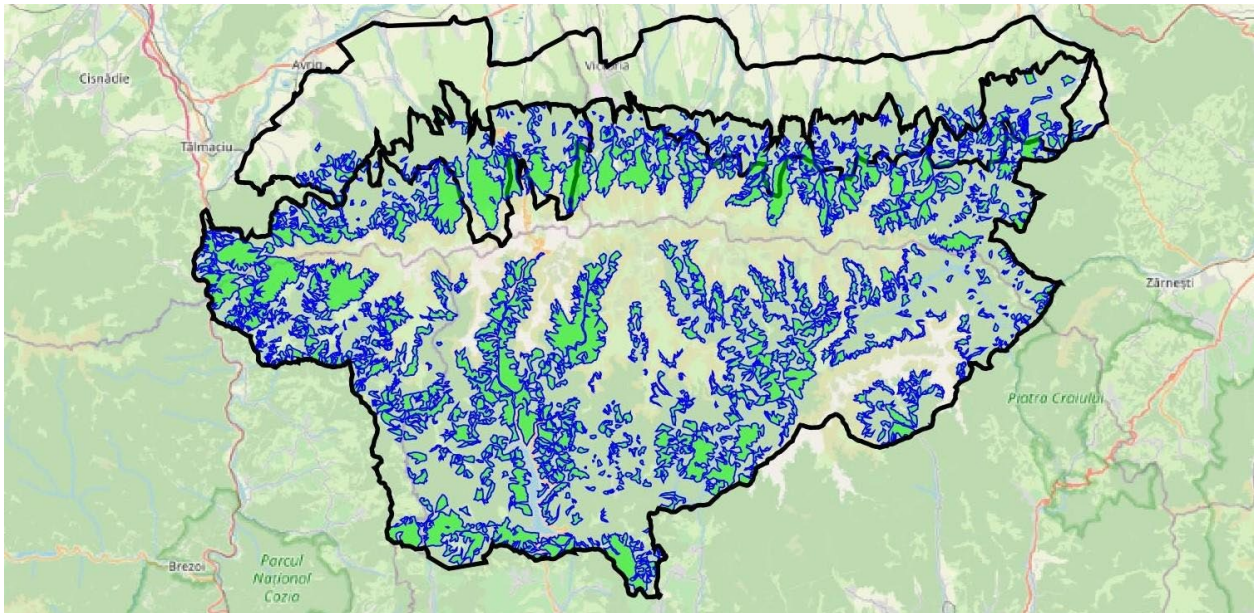 Avrig
Cisnădie
Victoria
Tălmaciu
Zărnești
Piatra Craiului
Brezoi
Parcul
Național
Cozia